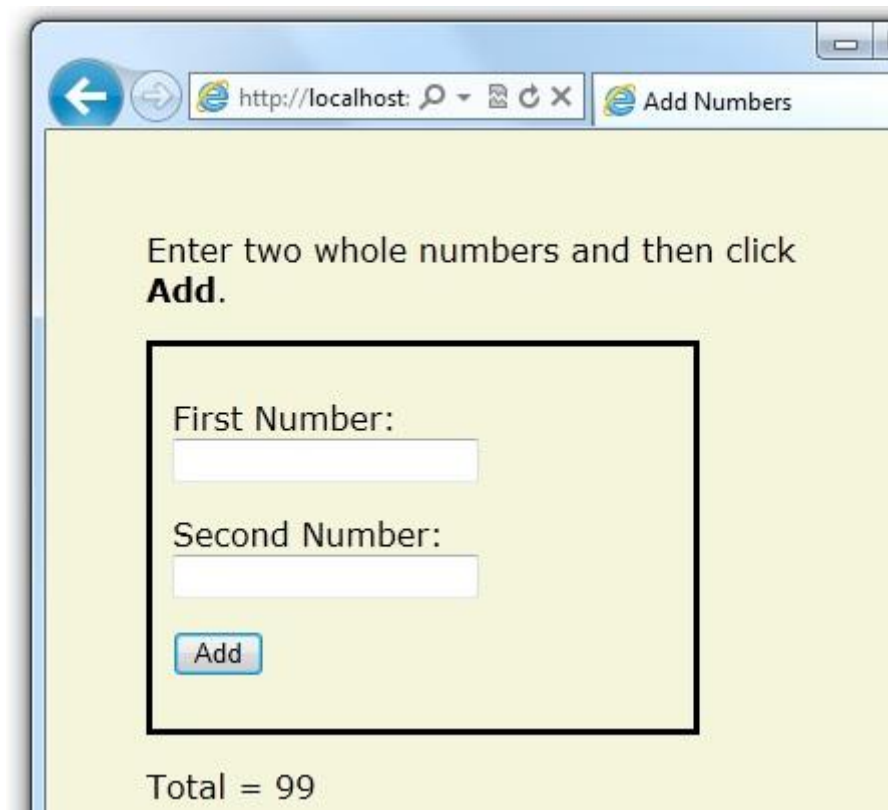 http://localhost:
Add Numbers
Enter two whole numbers and then click
Add.
First Number:
Second Number:
Add
Total = 99